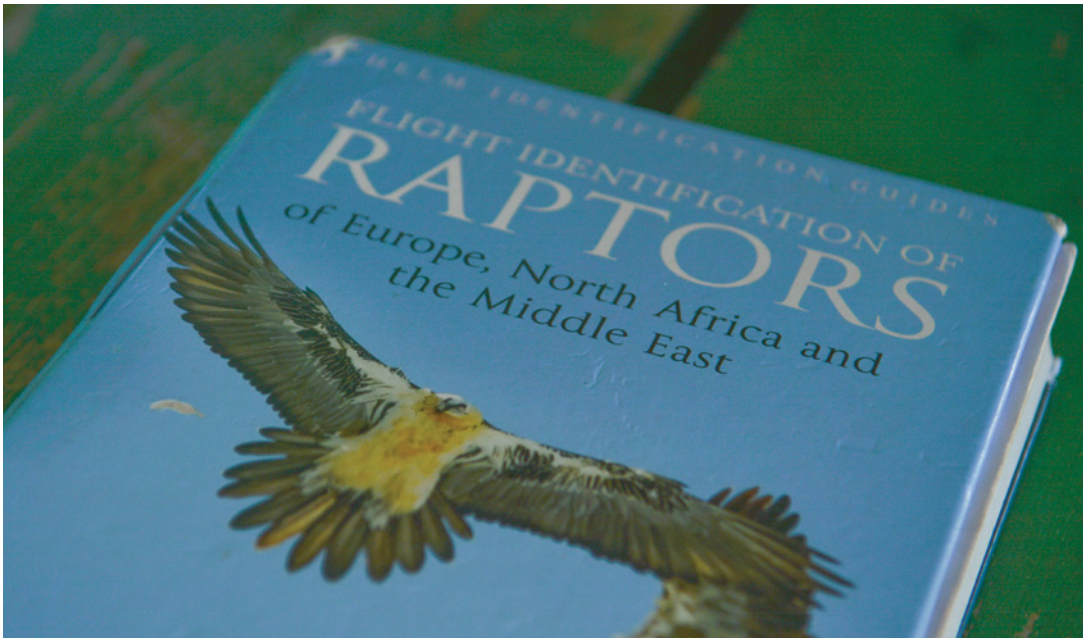 HELM IDENTIFICATION GUIDES
FLIGHT IDENTIFICATION OF
RAPTORS
of Europe, North Africa and
the Middle East